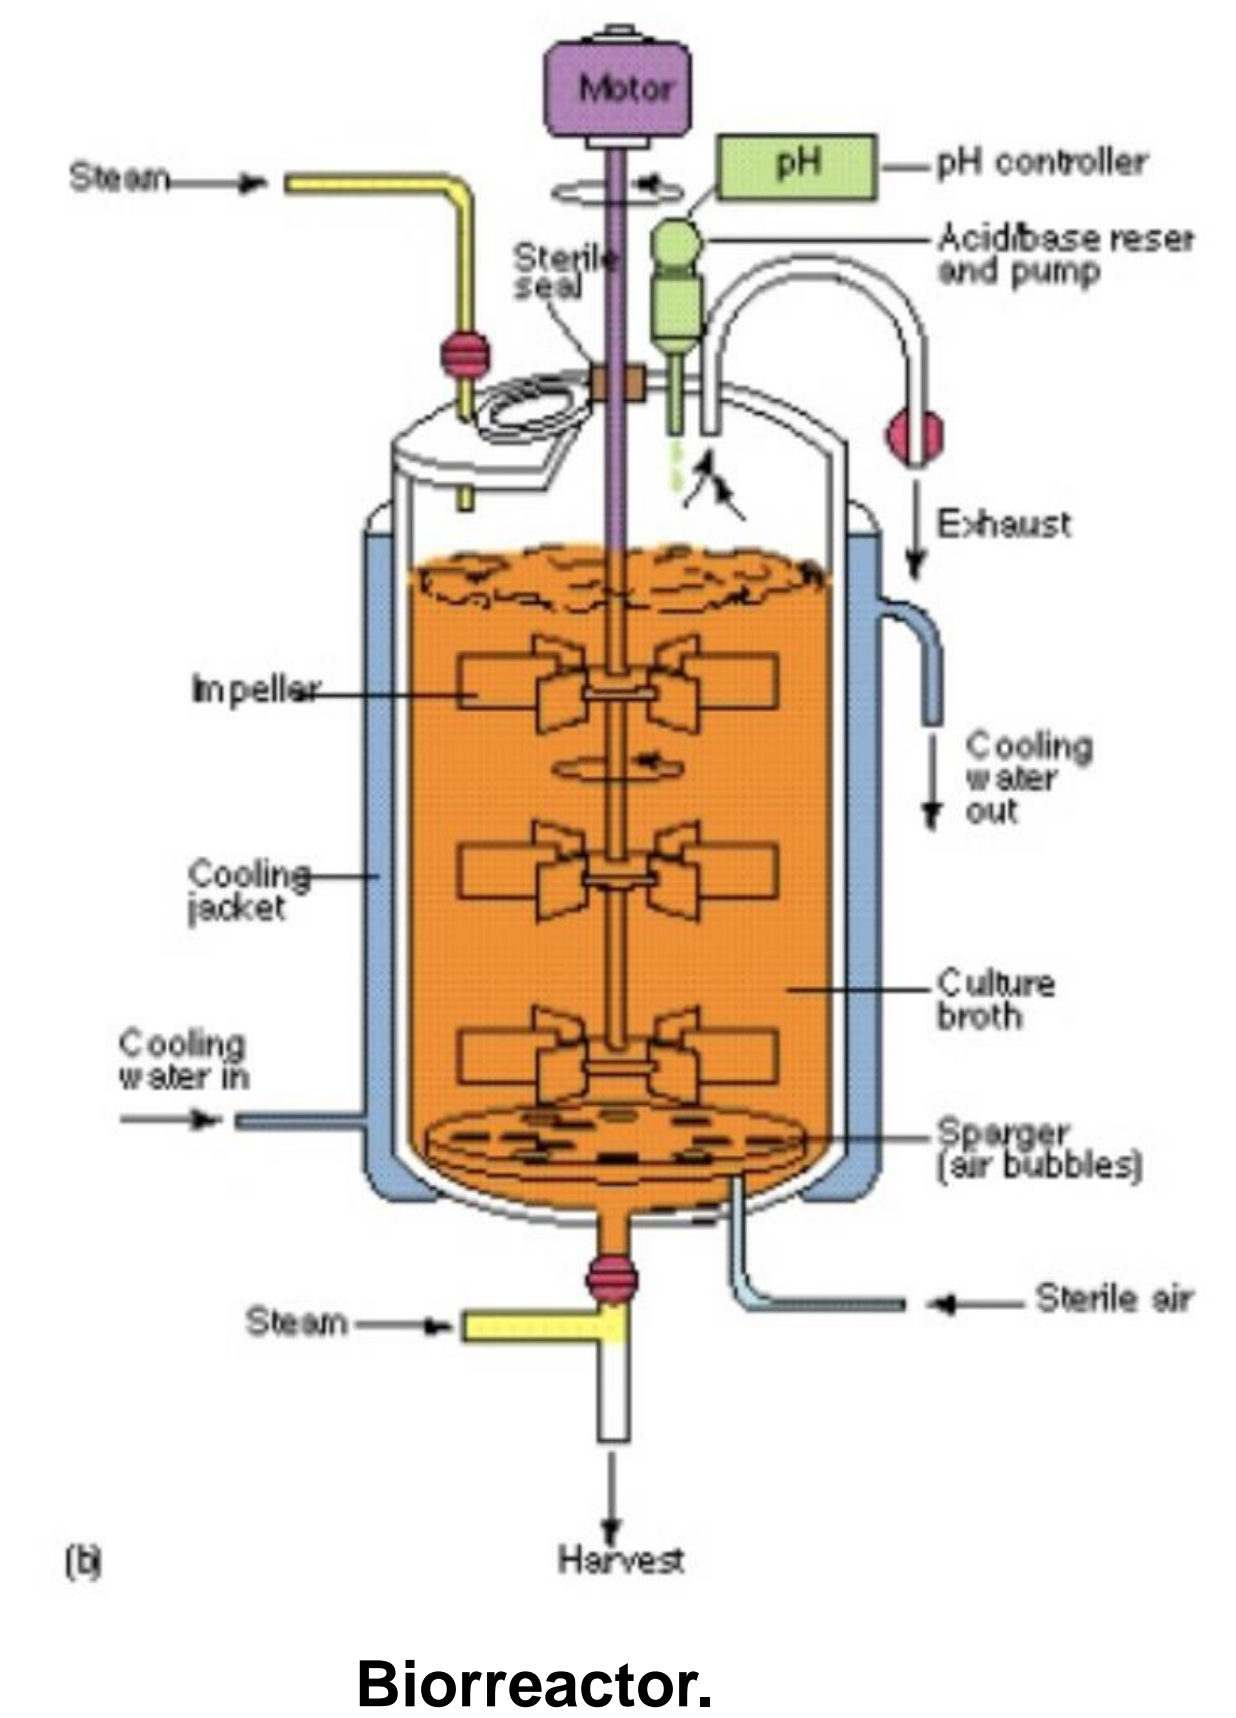 Motor
Steam
pH
pH controller
Acid/base reser
and pump
Sterile
seal
Exhaust
Impeller
Cooling
water
out
Cooling
jacket
Culture
broth
Cooling
water in
Sparger
(air bubbles)
Sterile air
Steam
Harvest
(b)
Biorreactor.